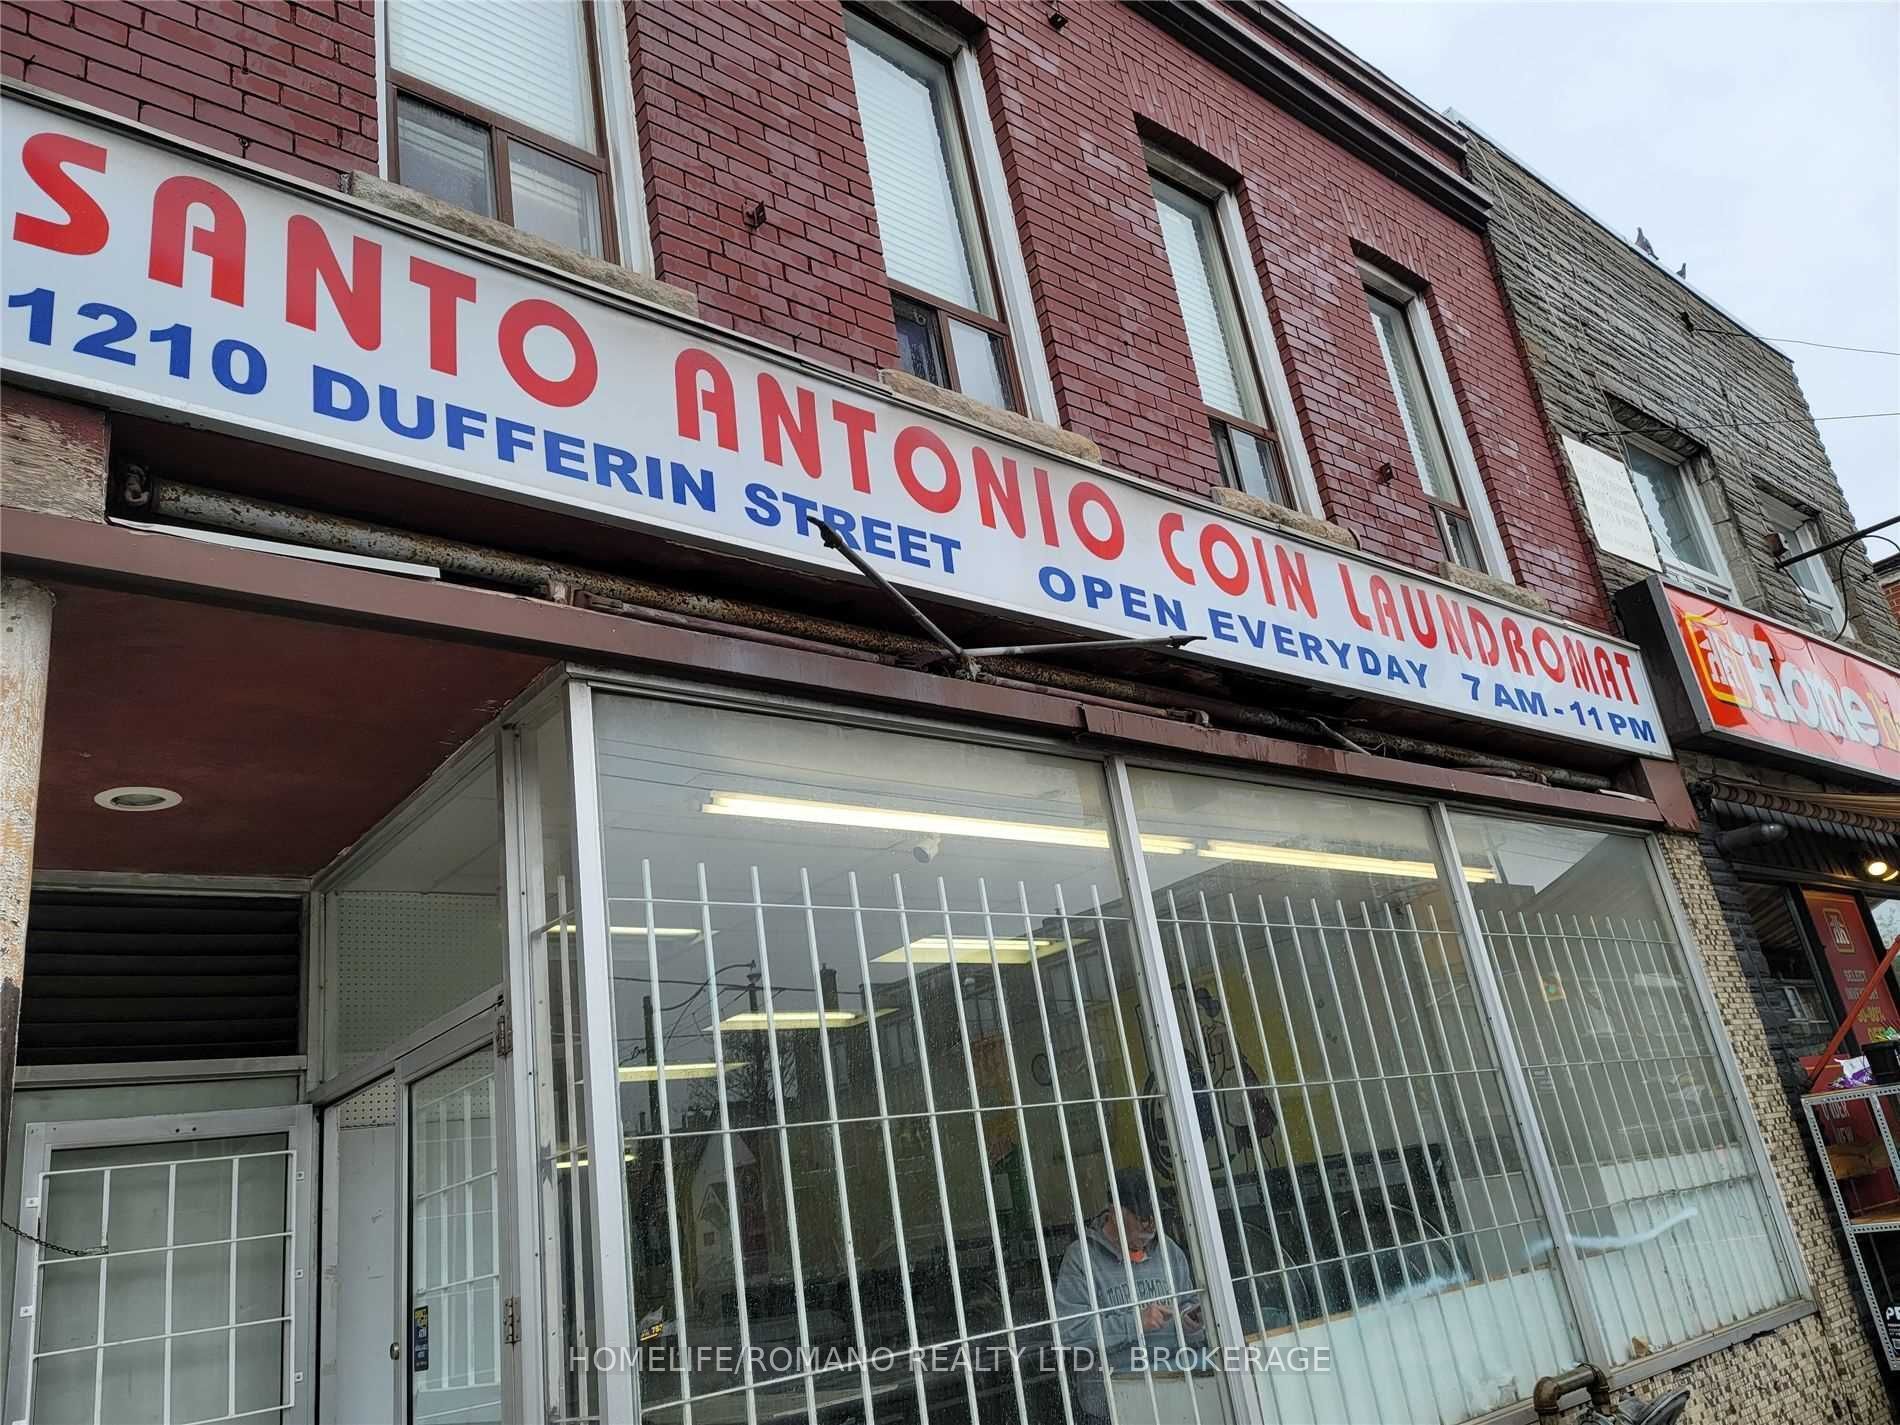 SANTO ANTONIO COIN LAUNDROMAT
1210 DUFFERIN STREET OPEN EVERYDAY 7 AM - 11 PM
Home
SELECT
HOMELIFE/ROMANO REALTY LTD., BROKERAGE